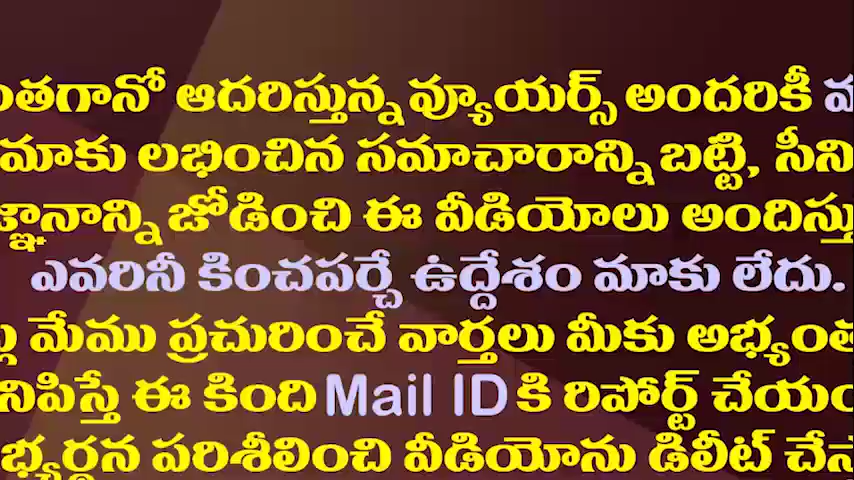 ంతగానో ఆదరిస్తున్న వ్యూయర్స్ అందరికీ
మాకు లభించిన సమాచారాన్ని బట్టి, సీని
జ్ఞానాన్ని జోడించి ఈ వీడియోలు అందిస్తు
ఎవరినీ కించపర్చే ఉద్దేశం మాకు లేదు.
మేము ప్రచురించే వార్తలు మీకు అభ్యంత
నిపిస్తే ఈ కింది Mail ID కి రిపోర్ట్ చేయం
భ్యర్థన పరిశీలించి వీడియోను డిలీట్ చేస